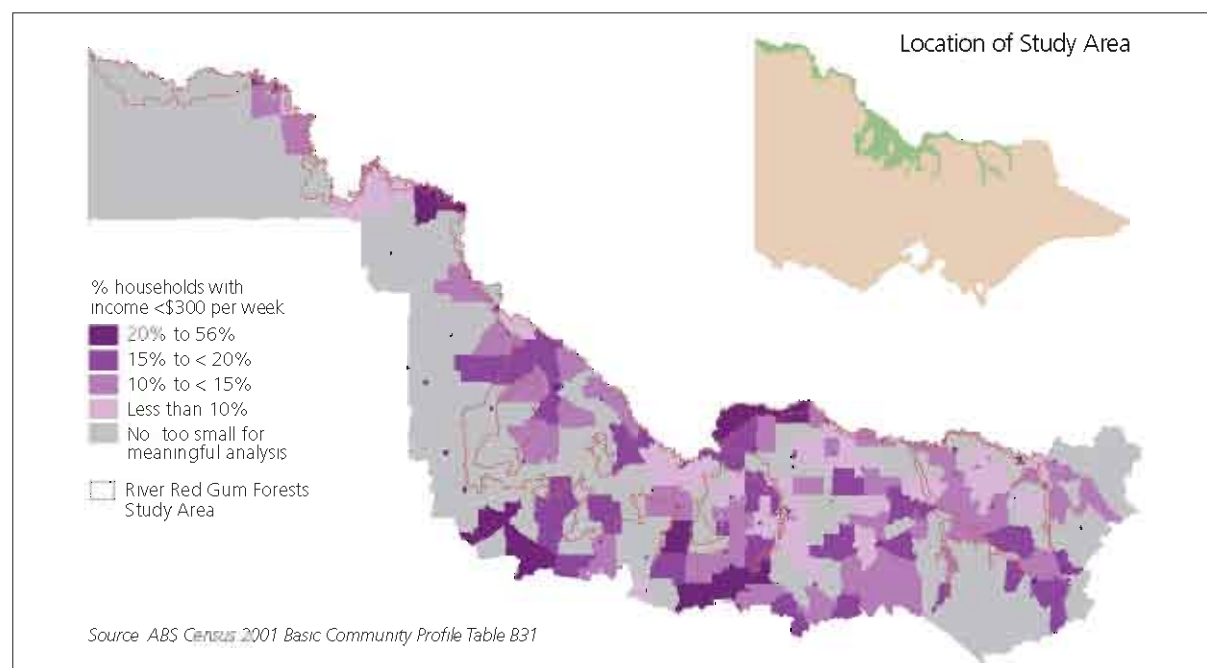 Location of Study Area
% households with
income <$300 per week
20% to 56%
15% to < 20%
10% to < 15%
Less than 10%
No too small for
meaningful analysis
River Red Gum Forests
Study Area
Source ABS Census 2001 Basic Community Profile Table B31